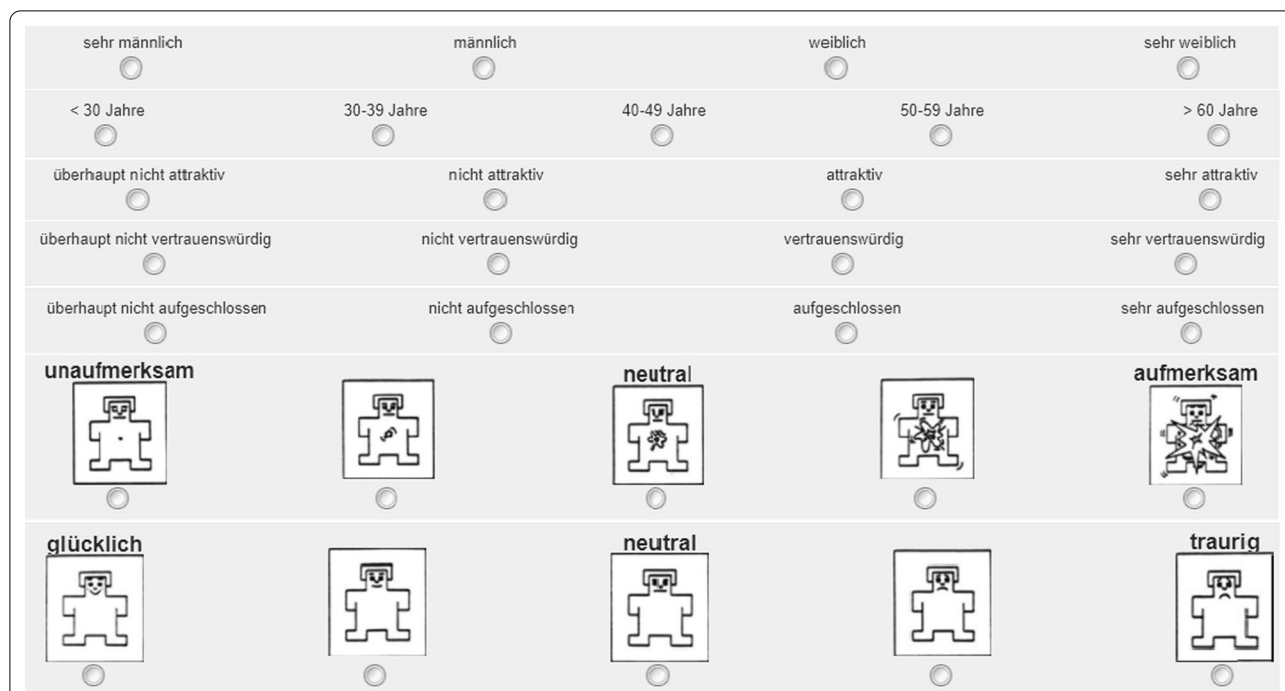 sehr männlich männlich weiblich sehr weiblich
< 30 Jahre 30-39 Jahre 40-49 Jahre 50-59 Jahre > 60 Jahre
überhaupt nicht attraktiv nicht attraktiv attraktiv sehr attraktiv
überhaupt nicht vertrauenswürdig nicht vertrauenswürdig vertrauenswürdig sehr vertrauenswürdig
überhaupt nicht aufgeschlossen nicht aufgeschlossen aufgeschlossen sehr aufgeschlossen
unaufmerksam neutral aufmerksam
glücklich neutral traurig